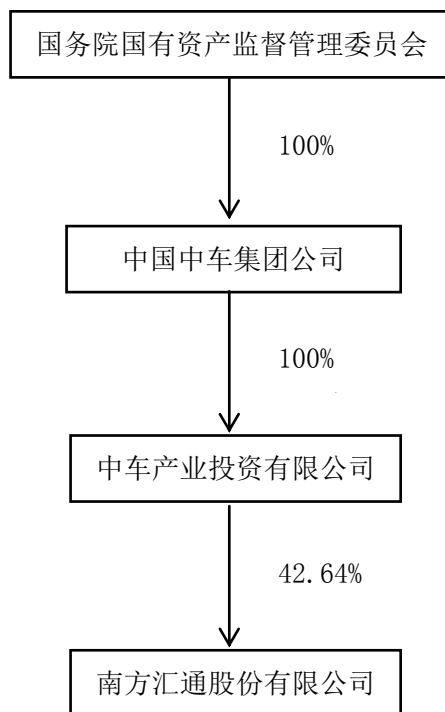 国务院国有资产监督管理委员会
100%
中国中车集团公司
100%
中车产业投资有限公司
42.64%
南方汇通股份有限公司